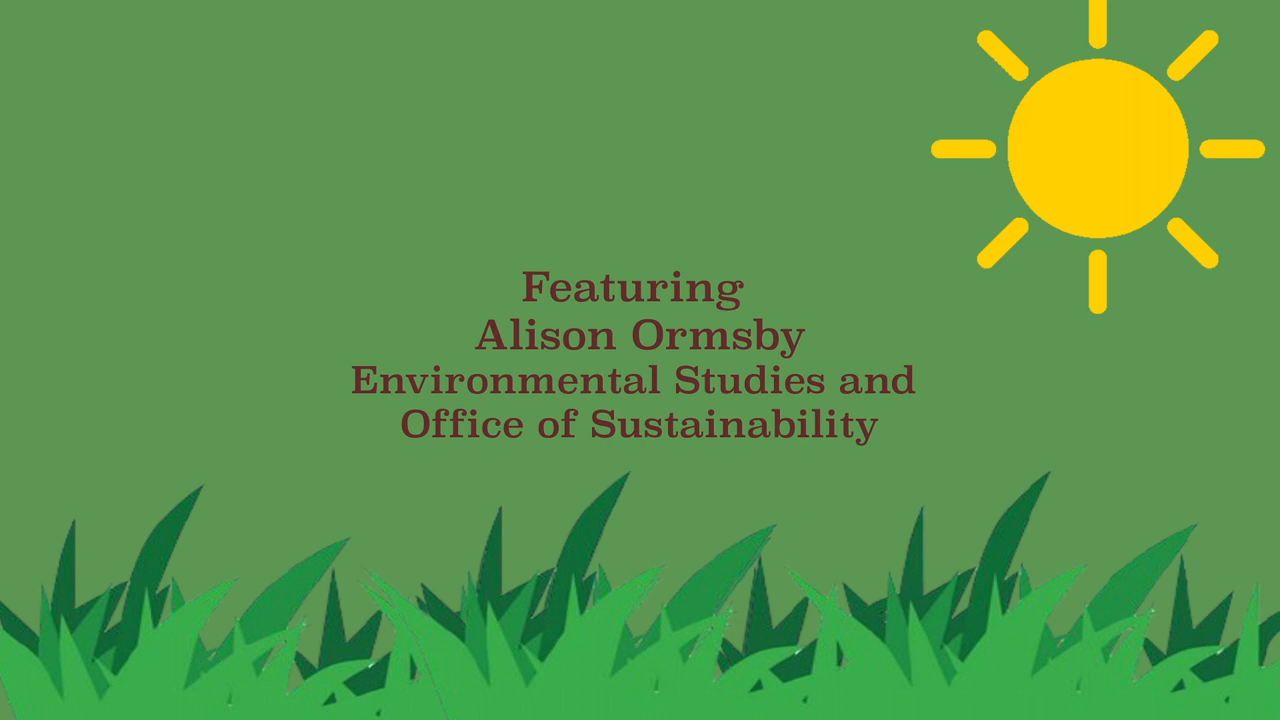 Featuring
Alison Ormsby
Environmental Studies and
Office of Sustainability